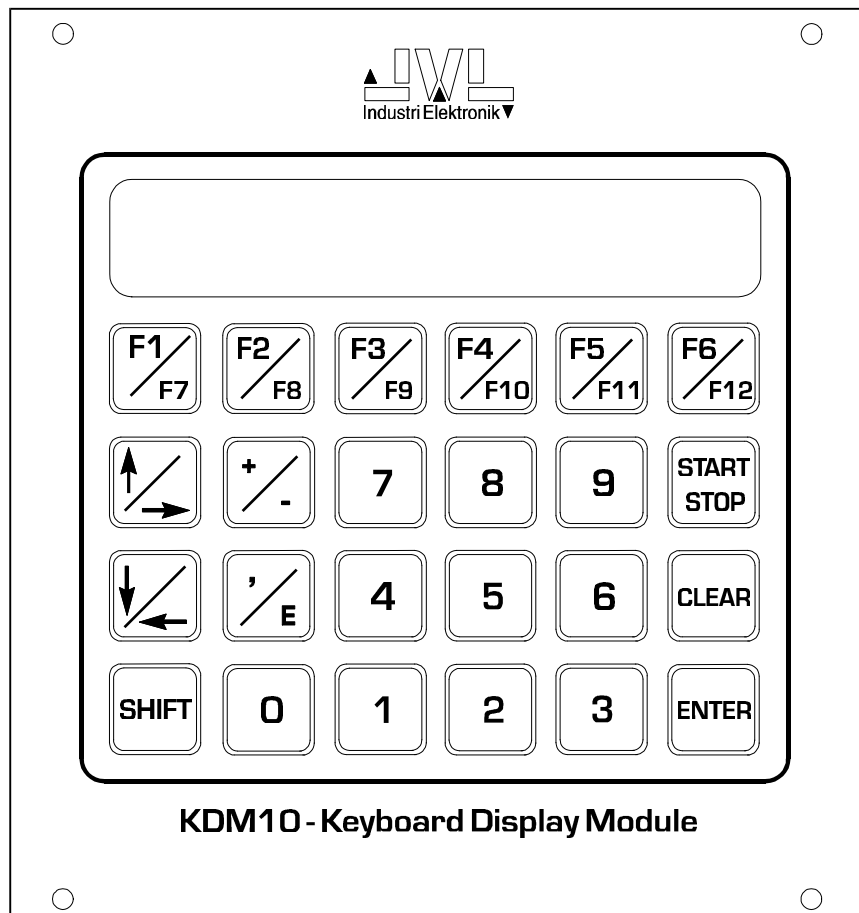 JVL
Industri Elektronik
F1 F2 F3 F4 F5 F6
F7 F8 F9 F10 F11 F12
+ - 7 8 9 START STOP
, E 4 5 6 CLEAR
SHIFT 0 1 2 3 ENTER
KDM10 - Keyboard Display Module